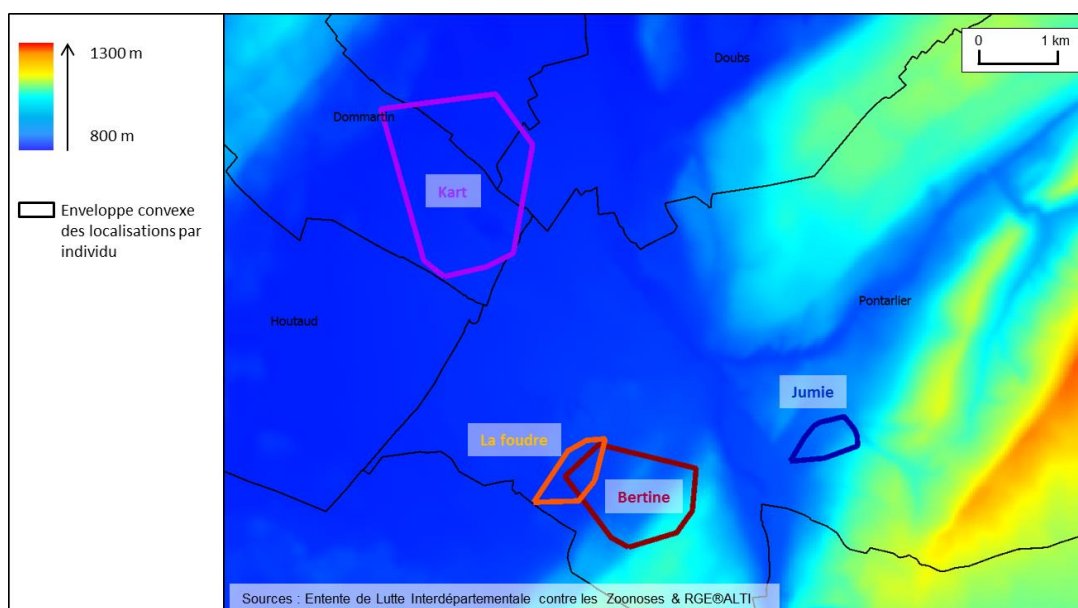 1300 m
800 m
Enveloppe convexe
des localisations par
individu
0 1 km
Doubs
Dommartin
Kart
Pontarlier
Houtaud
Jumie
La foudre
Bertine
Sources : Entente de Lutte Interdépartementale contre les Zoonoses & RGE®ALTI